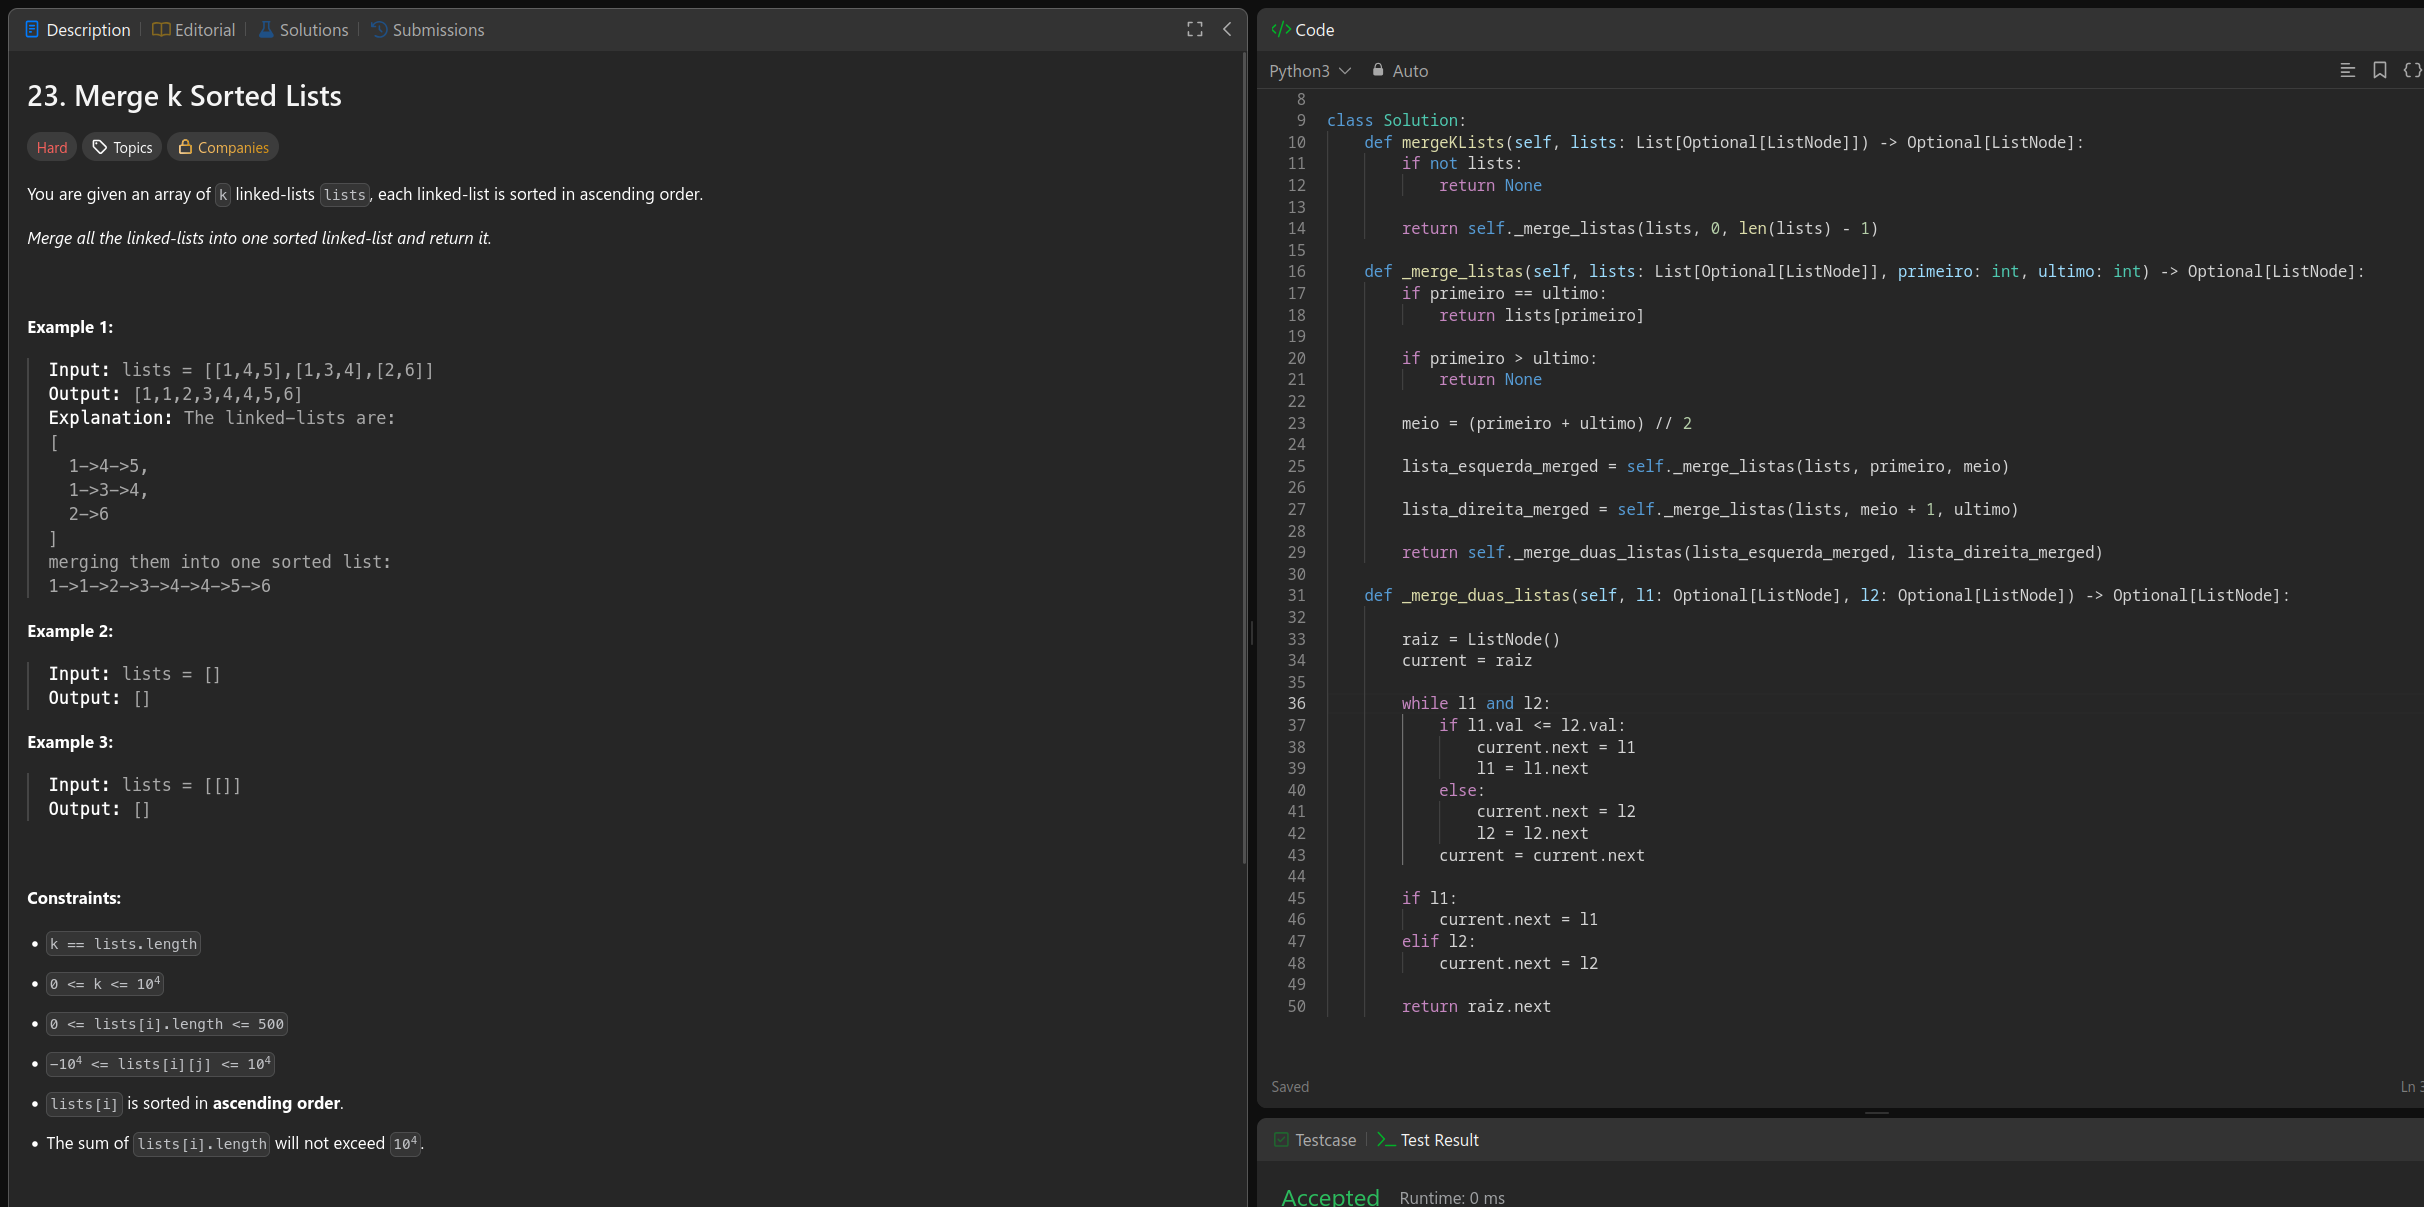 Description
Editorial
Solutions
Submissions
23. Merge k Sorted Lists
Hard
Topics
Companies
You are given an array of k linked-lists lists, each linked-list is sorted in ascending order.
Merge all the linked-lists into one sorted linked-list and return it.
Example 1:
Input: lists = [[1,4,5],[1,3,4],[2,6]]
Output: [1,1,2,3,4,4,5,6]
Explanation: The linked-lists are:
[
  1->4->5,
  1->3->4,
  2->6
]
merging them into one sorted list:
1->1->2->3->4->4->5->6
Example 2:
Input: lists = []
Output: []
Example 3:
Input: lists = [[]]
Output: []
Constraints:
• k == lists.length
• 0 <= k <= 10⁴
• 0 <= lists[i].length <= 500
• -10⁴ <= lists[i][j] <= 10⁴
• lists[i] is sorted in ascending order.
• The sum of lists[i].length will not exceed 10⁴.
</> Code
Python3
Auto
8
9 class Solution:
10     def mergeKLists(self, lists: List[Optional[ListNode]]) -> Optional[ListNode]:
11         if not lists:
12             return None
13
14         return self._merge_listas(lists, 0, len(lists) - 1)
15
16     def _merge_listas(self, lists: List[Optional[ListNode]], primeiro: int, ultimo: int) -> Optional[ListNode]:
17         if primeiro == ultimo:
18             return lists[primeiro]
19
20         if primeiro > ultimo:
21             return None
22
23         meio = (primeiro + ultimo) // 2
24
25         lista_esquerda_merged = self._merge_listas(lists, primeiro, meio)
26
27         lista_direita_merged = self._merge_listas(lists, meio + 1, ultimo)
28
29         return self._merge_duas_listas(lista_esquerda_merged, lista_direita_merged)
30
31     def _merge_duas_listas(self, l1: Optional[ListNode], l2: Optional[ListNode]) -> Optional[ListNode]:
32
33         raiz = ListNode()
34         current = raiz
35
36         while l1 and l2:
37             if l1.val <= l2.val:
38                 current.next = l1
39                 l1 = l1.next
40             else:
41                 current.next = l2
42                 l2 = l2.next
43             current = current.next
44
45         if l1:
46             current.next = l1
47         elif l2:
48             current.next = l2
49
50         return raiz.next
Saved
Ln
Testcase
Test Result
Accepted
Runtime: 0 ms